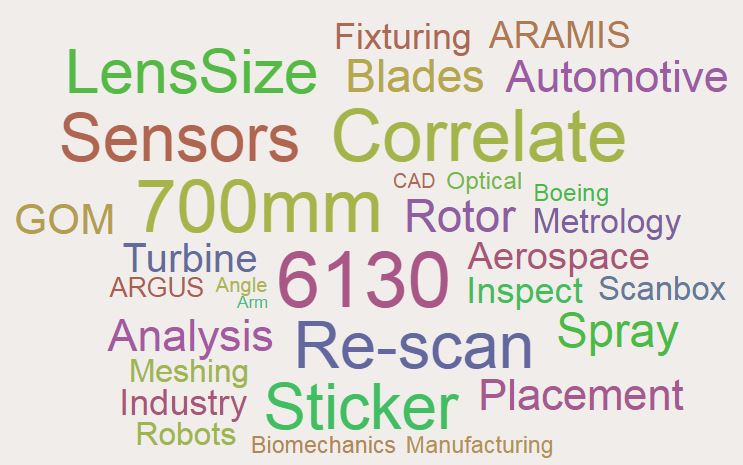 Fixturing ARAMIS
LensSize Blades Automotive
Sensors Correlate
CAD Optical Boeing
GOM 700mm Rotor Metrology
Turbine 6130 Aerospace
ARGUS Angle Inspect Scanbox
Arm
Analysis Re-scan Spray
Meshing
Industry Sticker Placement
Robots Biomechanics Manufacturing